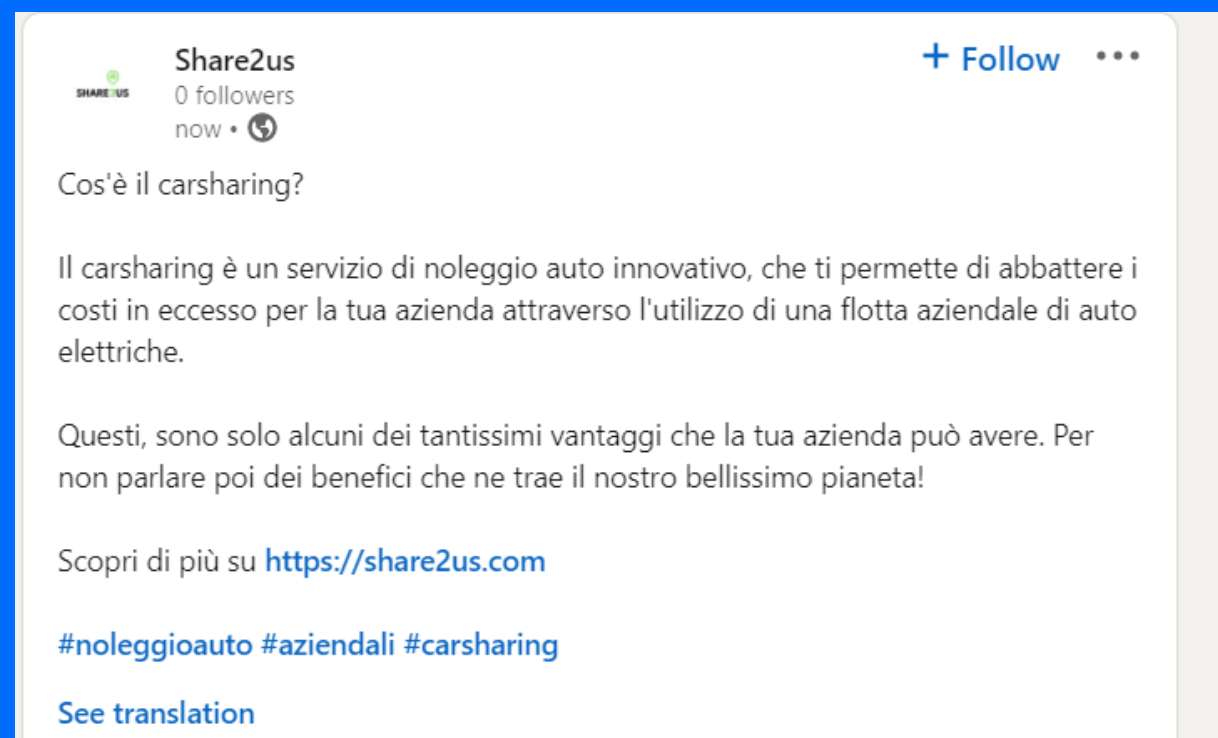 Share2us
+ Follow
SHARE2US
0 followers
now •
Cos'è il carsharing?
Il carsharing è un servizio di noleggio auto innovativo, che ti permette di abbattere i
costi in eccesso per la tua azienda attraverso l'utilizzo di una flotta aziendale di auto
elettriche.
Questi, sono solo alcuni dei tantissimi vantaggi che la tua azienda può avere. Per
non parlare poi dei benefici che ne trae il nostro bellissimo pianeta!
Scopri di più su https://share2us.com
#noleggioauto #aziendali #carsharing
See translation